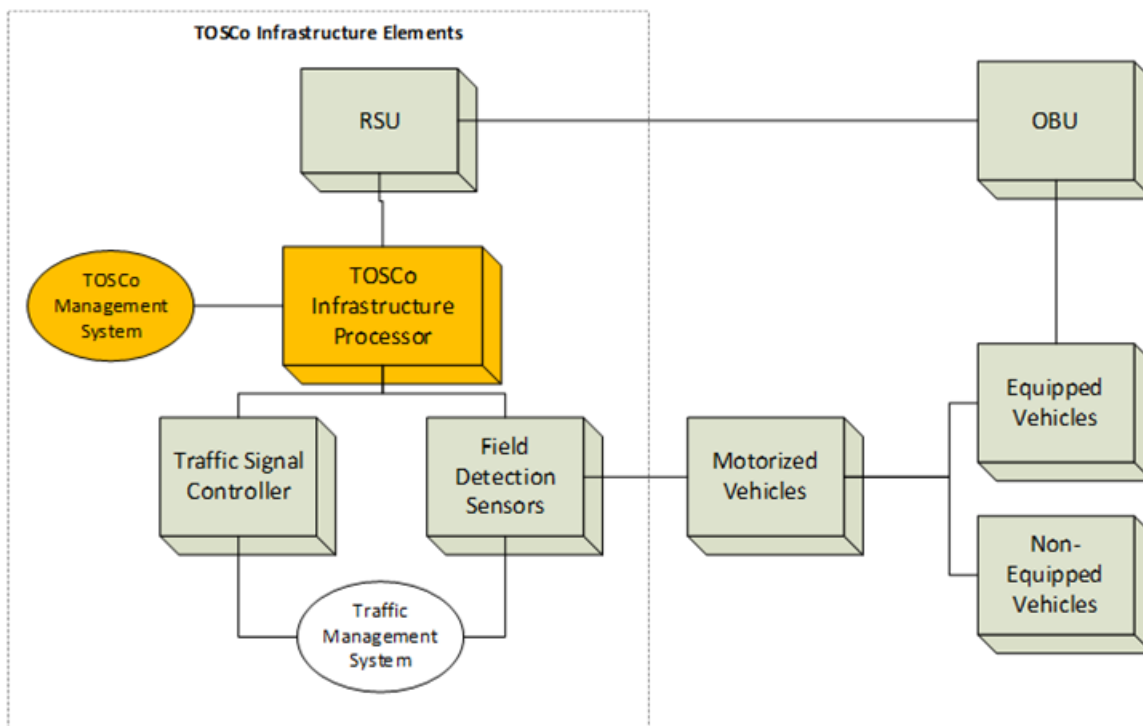 TOSCo Infrastructure Elements
RSU
OBU
TOSCo
Management
System
TOSCo
Infrastructure
Processor
Traffic Signal
Controller
Field
Detection
Sensors
Motorized
Vehicles
Equipped
Vehicles
Non-
Equipped
Vehicles
Traffic
Management
System